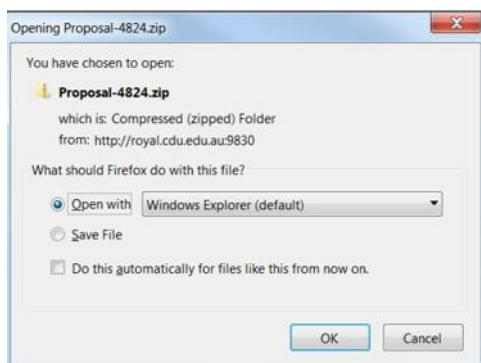 Opening Proposal-4824.zip
You have chosen to open:
Proposal-4824.zip
which is: Compressed (zipped) Folder
from: http://royal.cdu.edu.au:9830
What should Firefox do with this file?
Open with Windows Explorer (default)
Save File
Do this automatically for files like this from now on.
OK Cancel